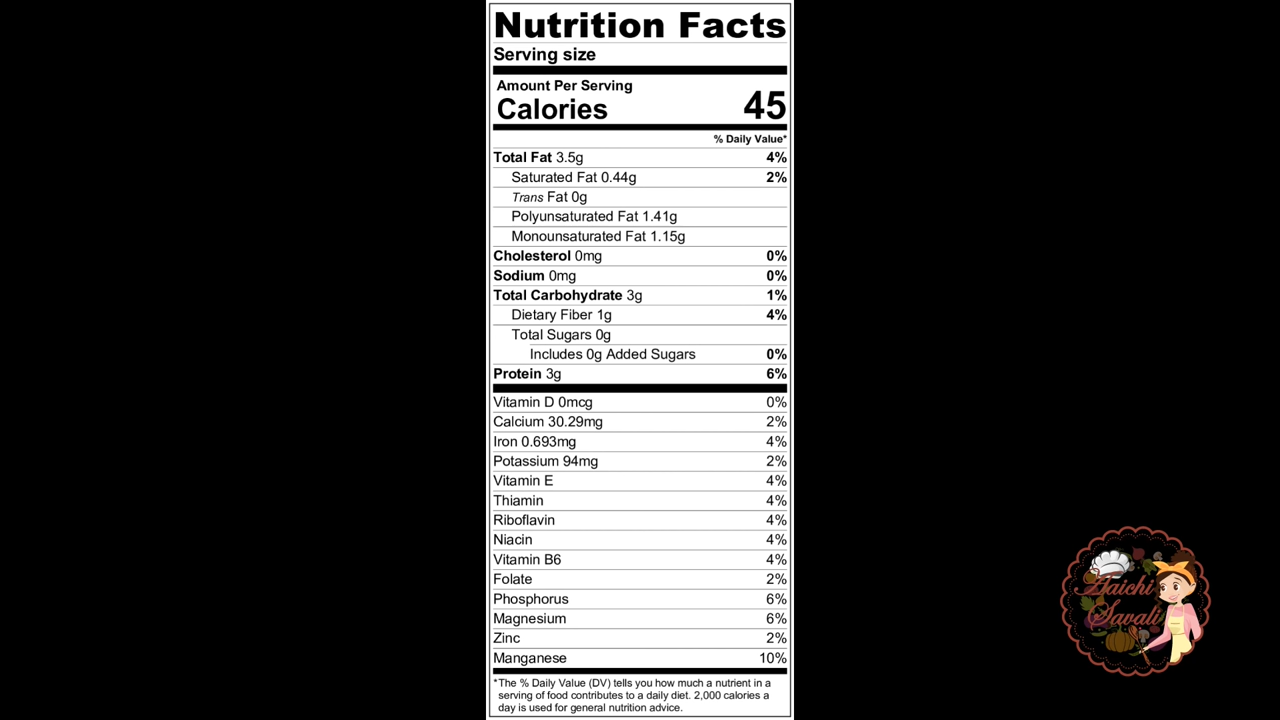 Nutrition Facts
Serving size
Amount Per Serving
Calories 45
% Daily Value*
Total Fat 3.5g 4%
Saturated Fat 0.44g 2%
Trans Fat 0g
Polyunsaturated Fat 1.41g
Monounsaturated Fat 1.15g
Cholesterol 0mg 0%
Sodium 0mg 0%
Total Carbohydrate 3g 1%
Dietary Fiber 1g 4%
Total Sugars 0g
Includes 0g Added Sugars 0%
Protein 3g 6%
Vitamin D 0mcg 0%
Calcium 30.29mg 2%
Iron 0.693mg 4%
Potassium 94mg 2%
Vitamin E 4%
Thiamin 4%
Riboflavin 4%
Niacin 4%
Vitamin B6 4%
Folate 2%
Phosphorus 6%
Magnesium 6%
Zinc 2%
Manganese 10%
*The % Daily Value (DV) tells you how much a nutrient in a
serving of food contributes to a daily diet. 2,000 calories a
day is used for general nutrition advice.
Aaichi
Savali